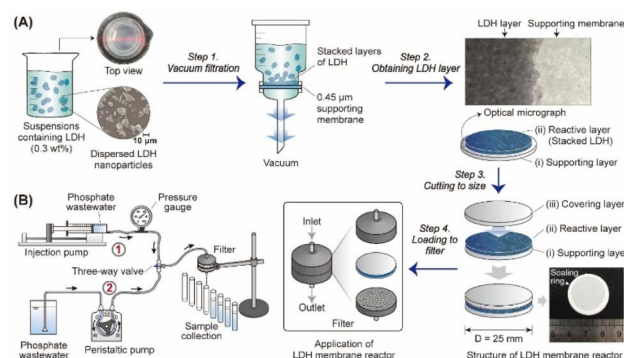 (A)
Top view
Suspensions
containing LDH
(0.3 wt%)
10 μm
Dispersed LDH
nanoparticles
Step 1.
Vacuum filtration
Stacked layers
of LDH
0.45 μm
supporting
membrane
Vacuum
Step 2.
Obtaining LDH layer
LDH layer
Supporting membrane
Optical micrograph
(ii) Reactive layer
(Stacked LDH)
(i) Supporting layer
Step 3.
Cutting to size
(iii) Covering layer
(ii) Reactive layer
(i) Supporting layer
Sealing
ring
D = 25 mm
Structure of LDH membrane reactor
Step 4.
Loading to
filter
Inlet
Outlet
Filter
Application of
LDH membrane reactor
(B)
Phosphate
wastewater
Pressure
gauge
1
Injection pump
Three-way valve
Filter
2
Sample
collection
Phosphate
wastewater
Peristaltic pump